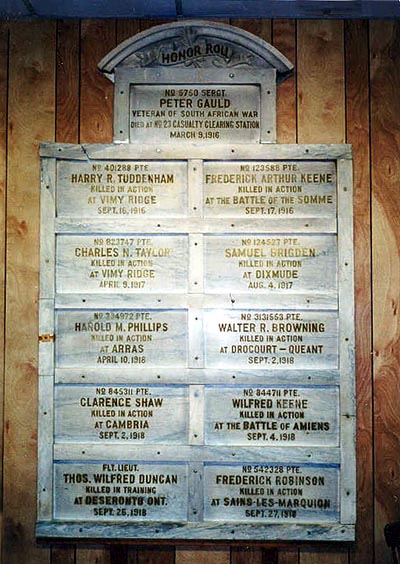 HONOR ROLL
No 5750 SERGT.
PETER GAULD
VETERAN OF SOUTH AFRICAN WAR
DIED AT No 23 CASUALTY CLEARING STATION
MARCH 9, 1916
No 401288 PTE.
HARRY R. TUDDENHAM
KILLED IN ACTION
AT VIMY RIDGE
SEPT. 16, 1916
No 123588 PTE.
FREDERICK ARTHUR KEENE
KILLED IN ACTION
AT THE BATTLE OF THE SOMME
SEPT. 17, 1916
No 823747 PTE.
CHARLES N. TAYLOR
KILLED IN ACTION
AT VIMY RIDGE
APRIL 9, 1917
No 124527 PTE.
SAMUEL BRIGDEN
KILLED IN ACTION
AT DIXMUDE
AUG. 4, 1917
PTE.
HAROLD M. PHILLIPS
KILLED IN ACTION
AT ARRAS
APRIL 10, 1918
No 3131553 PTE.
WALTER R. BROWNING
KILLED IN ACTION
AT DROCOURT – QUEANT
SEPT. 2, 1918
No 845311 PTE.
CLARENCE SHAW
KILLED IN ACTION
AT CAMBRIA
SEPT. 2, 1918
No 844711 PTE.
WILFRED KEENE
KILLED IN ACTION
AT THE BATTLE OF AMIENS
SEPT. 4, 1918
FLT. LIEUT.
THOS. WILFRED DUNCAN
KILLED IN TRAINING
AT DESERONTO ONT.
SEPT. 25, 1918
No 542328 PTE.
FREDERICK ROBINSON
KILLED IN ACTION
AT SAINS-LES-MARQUION
SEPT. 27, 1918